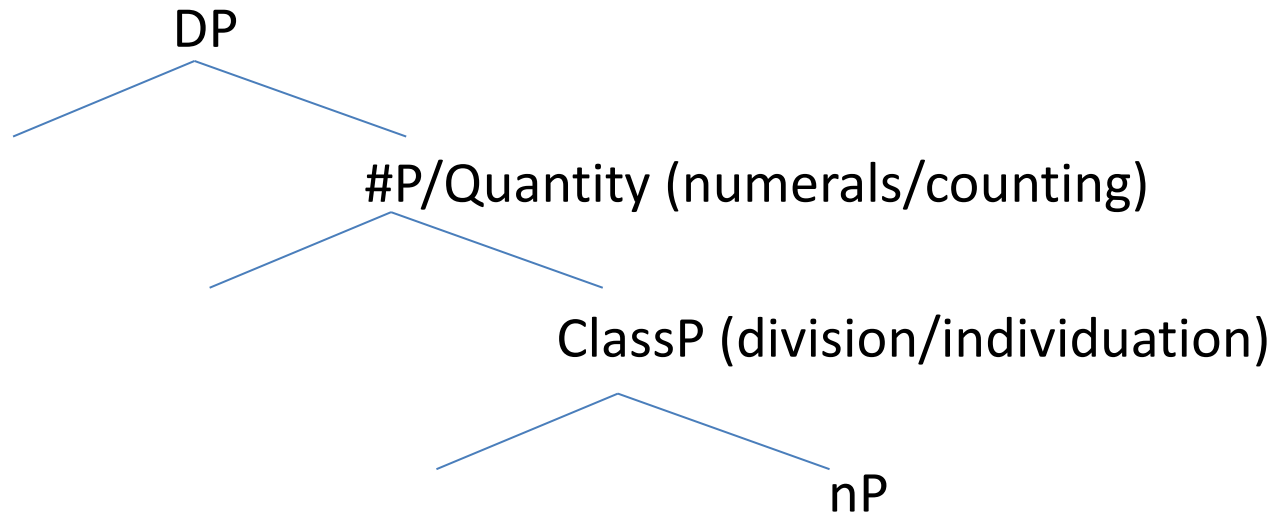 DP
#P/Quantity (numerals/counting)
ClassP (division/individuation)
nP